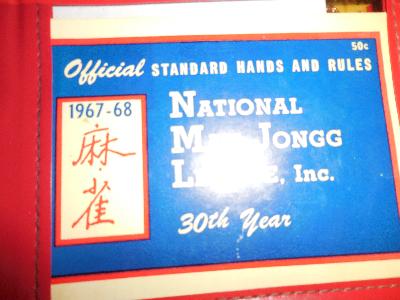 50c
Official STANDARD HANDS AND RULES
1967-68
麻雀
NATIONAL
JONGG
, INC.
30th Year